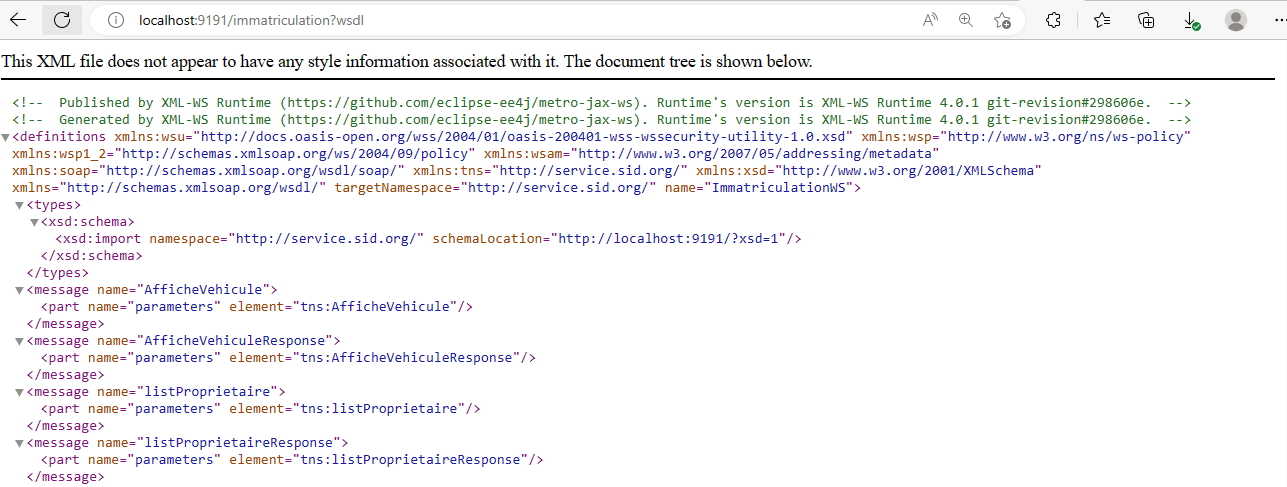 localhost:9191/immatriculation?wsdl
This XML file does not appear to have any style information associated with it. The document tree is shown below.
<!-- Published by XML-WS Runtime (https://github.com/eclipse-ee4j/metro-jax-ws). Runtime's version is XML-WS Runtime 4.0.1 git-revision#298606e. -->
<!-- Generated by XML-WS Runtime (https://github.com/eclipse-ee4j/metro-jax-ws). Runtime's version is XML-WS Runtime 4.0.1 git-revision#298606e. -->
▼<definitions xmlns:wsu="http://docs.oasis-open.org/wss/2004/01/oasis-200401-wss-wssecurity-utility-1.0.xsd" xmlns:wsp="http://www.w3.org/ns/ws-policy"
xmlns:wsp1_2="http://schemas.xmlsoap.org/ws/2004/09/policy" xmlns:wsam="http://www.w3.org/2007/05/addressing/metadata"
xmlns:soap="http://schemas.xmlsoap.org/wsdl/soap/" xmlns:tns="http://service.sid.org/" xmlns:xsd="http://www.w3.org/2001/XMLSchema"
xmlns="http://schemas.xmlsoap.org/wsdl/" targetNamespace="http://service.sid.org/" name="ImmatriculationWS">
▼<types>
▼<xsd:schema>
<xsd:import namespace="http://service.sid.org/" schemaLocation="http://localhost:9191/?xsd=1"/>
</xsd:schema>
</types>
▼<message name="AfficheVehicule">
<part name="parameters" element="tns:AfficheVehicule"/>
</message>
▼<message name="AfficheVehiculeResponse">
<part name="parameters" element="tns:AfficheVehiculeResponse"/>
</message>
▼<message name="listProprietaire">
<part name="parameters" element="tns:listProprietaire"/>
</message>
▼<message name="listProprietaireResponse">
<part name="parameters" element="tns:listProprietaireResponse"/>
</message>